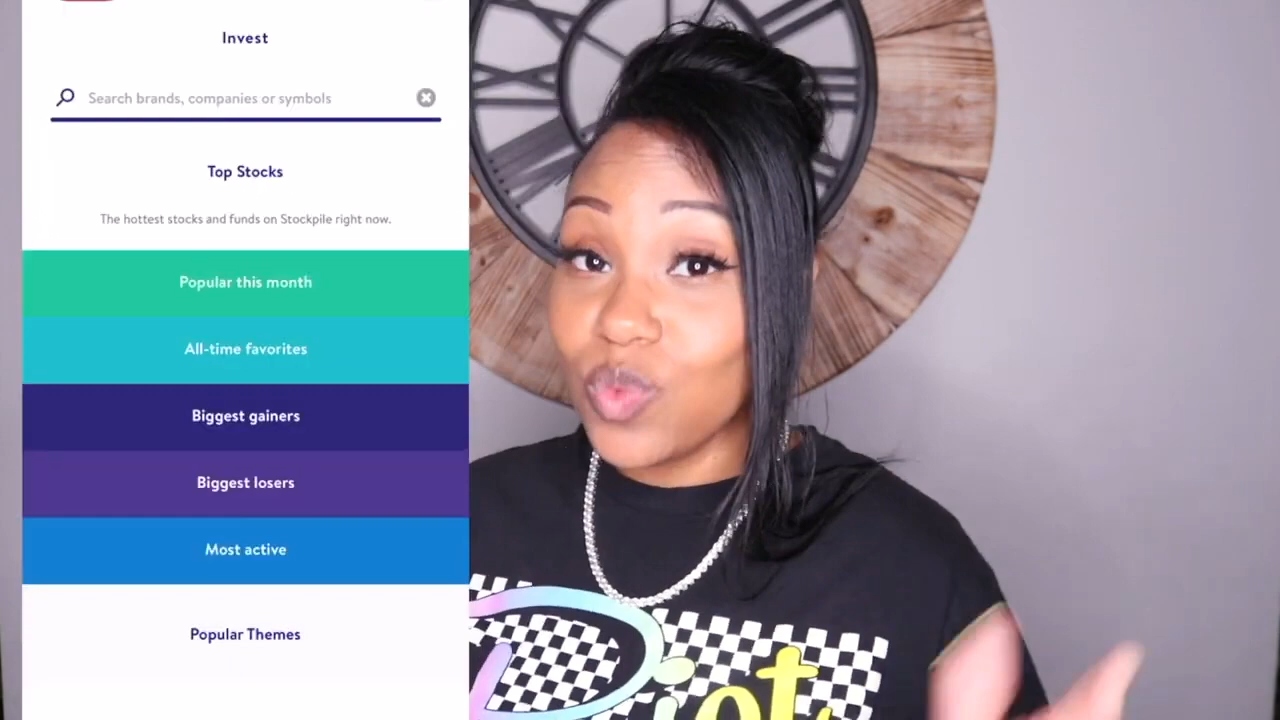 Invest
Search brands, companies or symbols
Top Stocks
The hottest stocks and funds on Stockpile right now.
Popular this month
All-time favorites
Biggest gainers
Biggest losers
Most active
Popular Themes